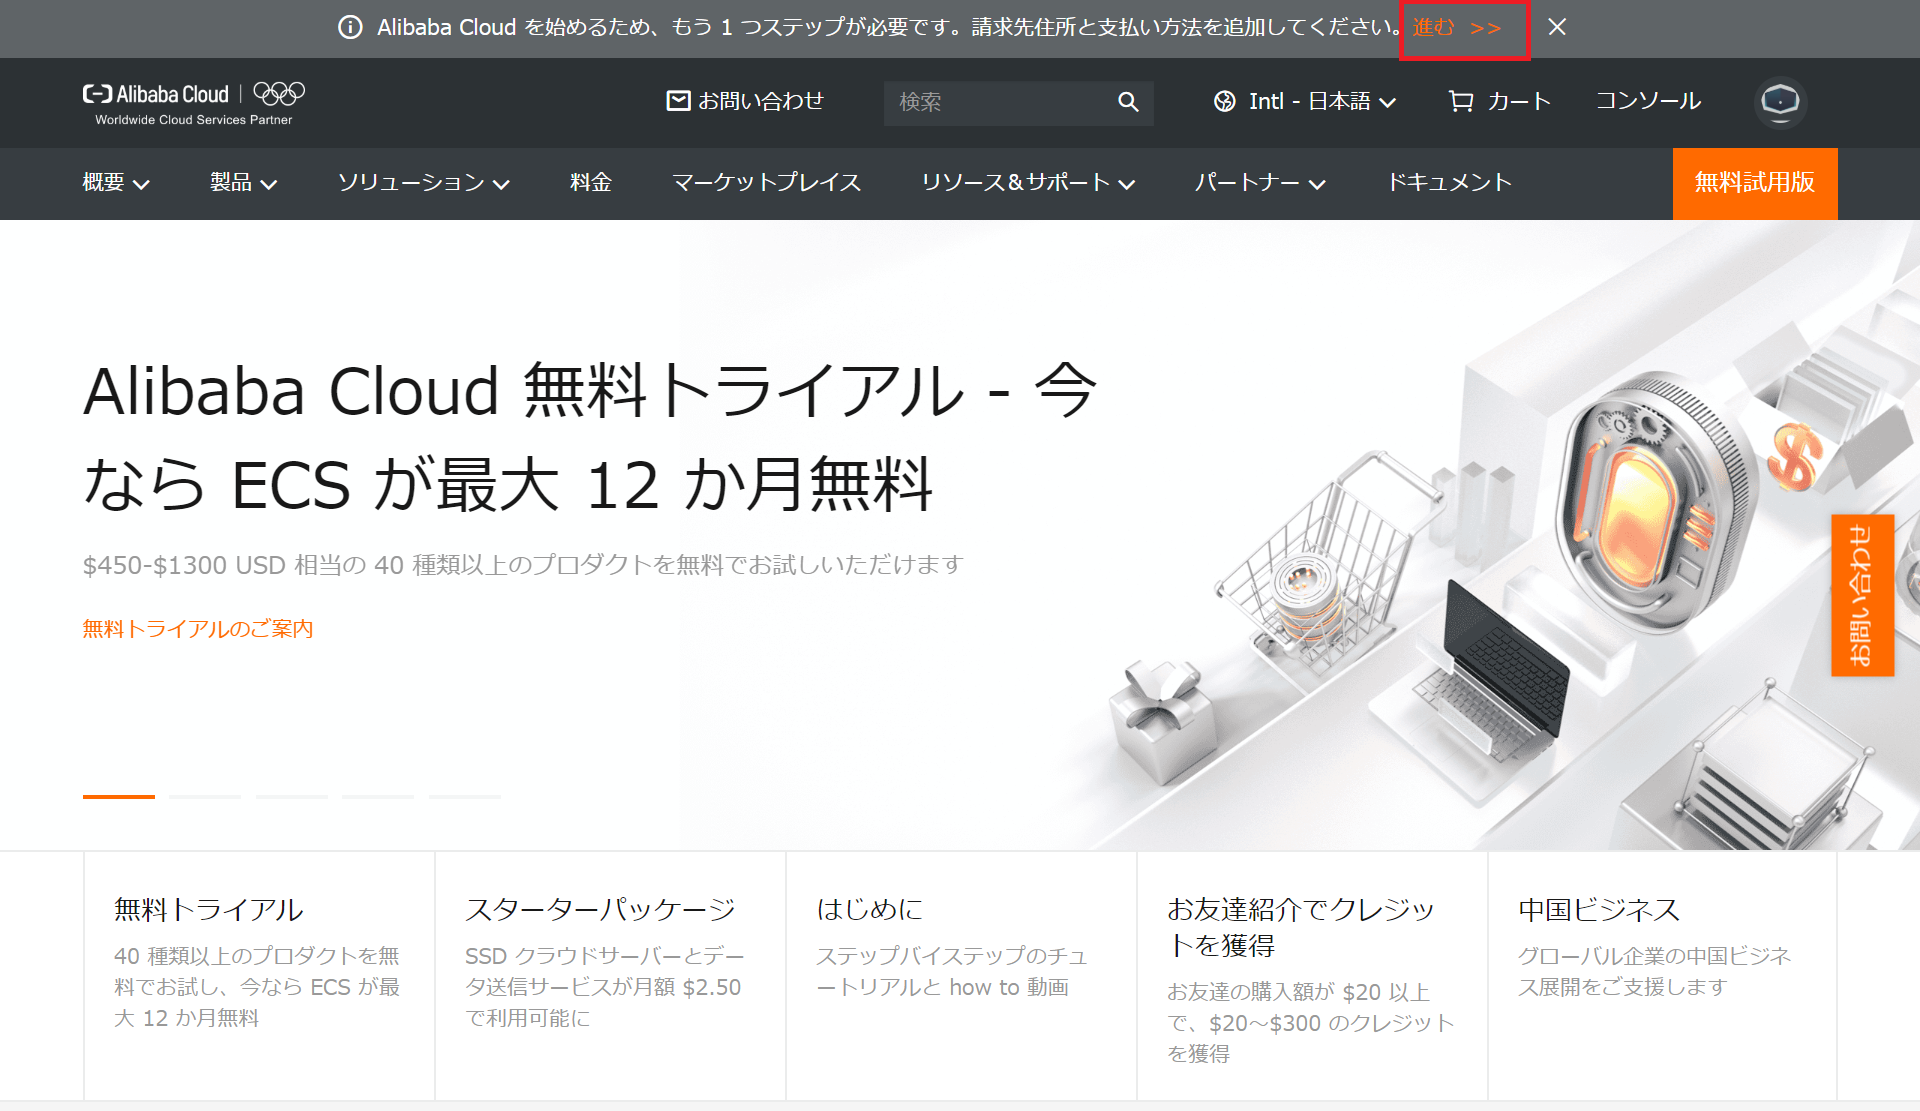 Alibaba Cloud を始めるため、もう 1 つステップが必要です。請求先住所と支払い方法を追加してください。 進む >>
Alibaba Cloud
Worldwide Cloud Services Partner
お問い合わせ
検索
Intl - 日本語
カート
コンソール
概要
製品
ソリューション
料金
マーケットプレイス
リソース＆サポート
パートナー
ドキュメント
無料試用版
Alibaba Cloud 無料トライアル - 今
なら ECS が最大 12 か月無料
$450-$1300 USD 相当の 40 種類以上のプロダクトを無料でお試しいただけます
無料トライアルのご案内
お問い合わせ
無料トライアル
40 種類以上のプロダクトを無
料でお試し、今なら ECS が最
大 12 か月無料
スターターパッケージ
SSD クラウドサーバーとデー
タ送信サービスが月額 $2.50
で利用可能に
はじめに
ステップバイステップのチュ
ートリアルと how to 動画
お友達紹介でクレジッ
トを獲得
お友達の購入額が $20 以上
で、$20～$300 のクレジット
を獲得
中国ビジネス
グローバル企業の中国ビジネ
ス展開をご支援します